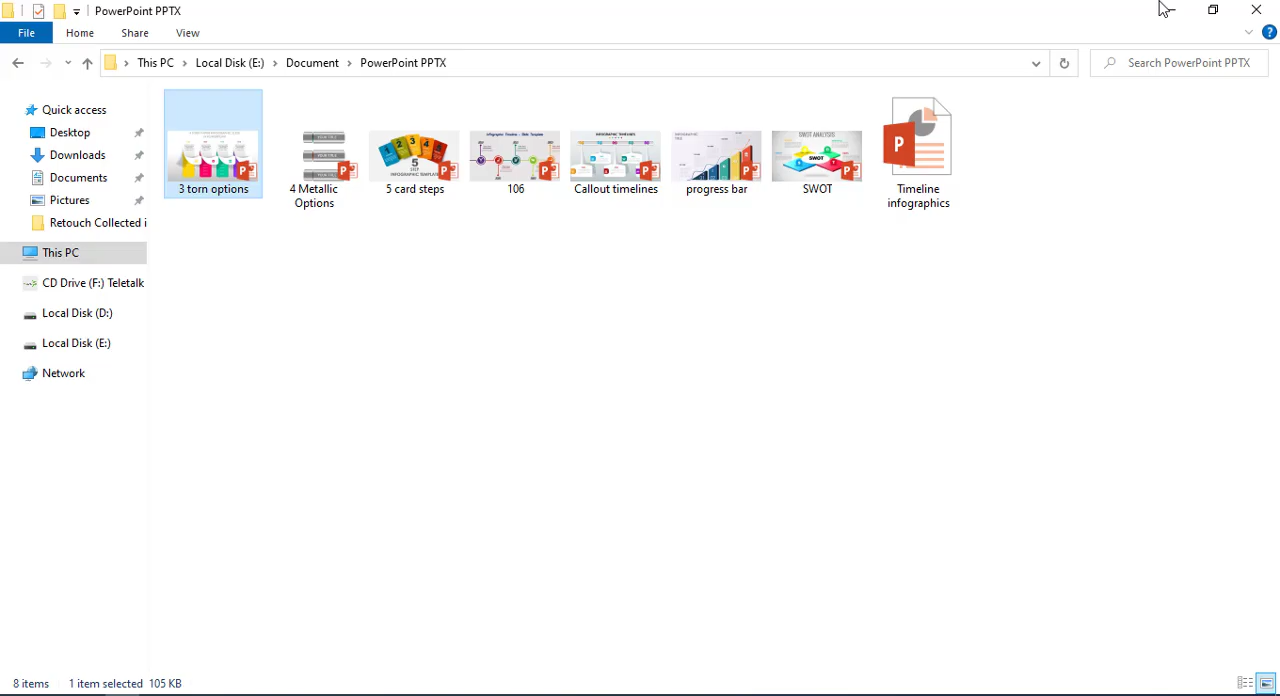 PowerPoint PPTX
File Home Share View
This PC Local Disk (E:) Document PowerPoint PPTX
Search PowerPoint PPTX
Quick access
Desktop
Downloads
Documents
Pictures
Retouch Collected i
This PC
CD Drive (F:) Teletalk
Local Disk (D:)
Local Disk (E:)
Network
3 torn options
4 Metallic
Options
5 card steps
106
Callout timelines
progress bar
SWOT
Timeline
infographics
8 items 1 item selected 105 KB